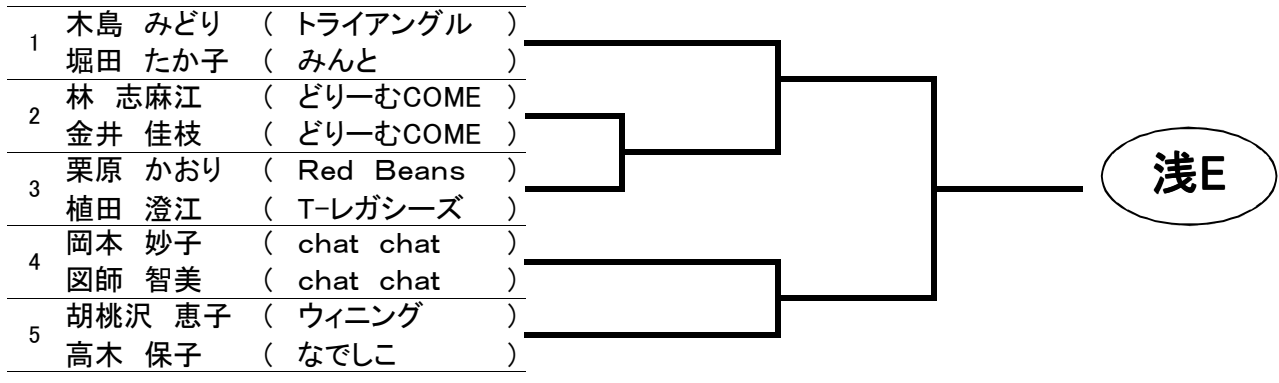 1 木島 みどり ( トライアングル )
堀田 たか子 ( みんと )
2 林 志麻江 ( どりーむCOME )
金井 佳枝 ( どりーむCOME )
3 栗原 かおり ( Red Beans )
植田 澄江 ( T-レガシーズ )
4 岡本 妙子 ( chat chat )
図師 智美 ( chat chat )
5 胡桃沢 恵子 ( ウィニング )
高木 保子 ( なでしこ )
浅E